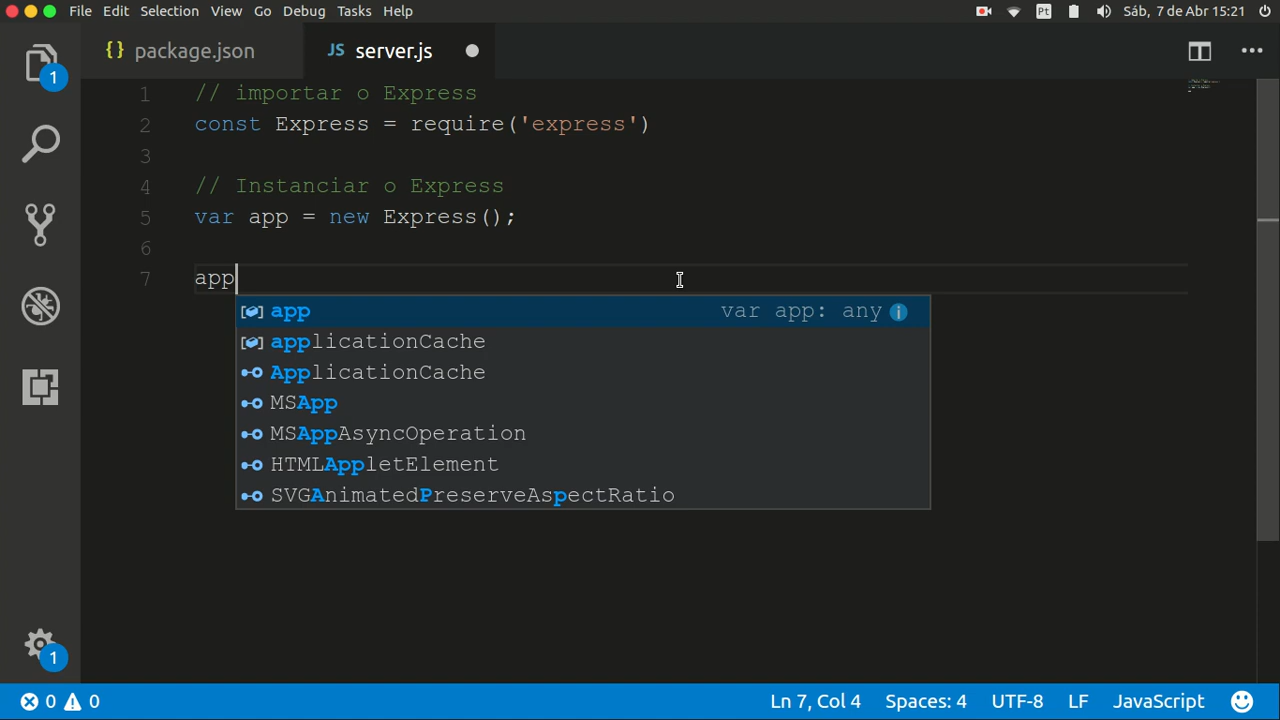 File Edit Selection View Go Debug Tasks Help Pt Sáb, 7 de Abr 15:21
{} package.json JS server.js
1 // importar o Express
2 const Express = require('express')
3
4 // Instanciar o Express
5 var app = new Express();
6
7 app
app var app: any i
applicationCache
ApplicationCache
MSApp
MSAppAsyncOperation
HTMLAppletElement
SVGAnimatedPreserveAspectRatio
1
1
0 0 Ln 7, Col 4 Spaces: 4 UTF-8 LF JavaScript